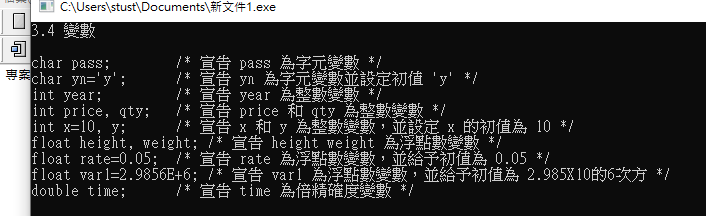 C:\Users\stust\Documents\新文件1.exe
3.4 變數
char pass;        /* 宣告 pass 為字元變數 */
char yn='y';      /* 宣告 yn 為字元變數並設定初值 'y' */
int year;         /* 宣告 year 為整數變數 */
int price, qty;   /* 宣告 price 和 qty 為整數變數 */
int x=10, y;      /* 宣告 x 和 y 為整數變數，並設定 x 的初值為 10 */
float height, weight; /* 宣告 height weight 為浮點數變數 */
float rate=0.05;  /* 宣告 rate 為浮點數變數，並給予初值為 0.05 */
float var1=2.9856E+6; /* 宣告 var1 為浮點數變數，並給予初值為 2.985X10的6次方 */
double time;      /* 宣告 time 為倍精確度變數 */
專案